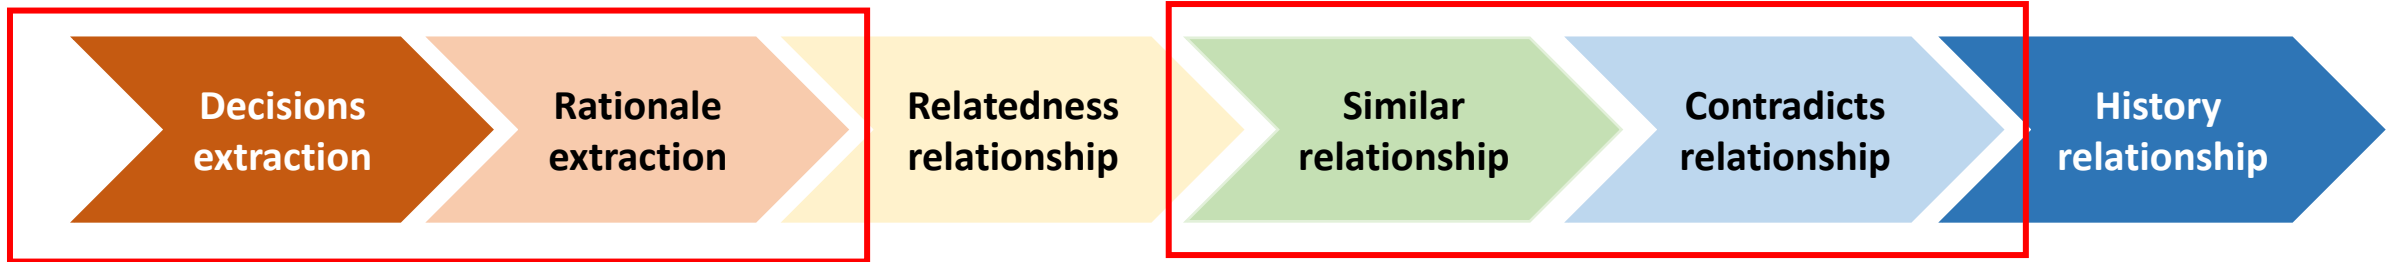 Decisions
extraction
Rationale
extraction
Relatedness
relationship
Similar
relationship
Contradicts
relationship
History
relationship